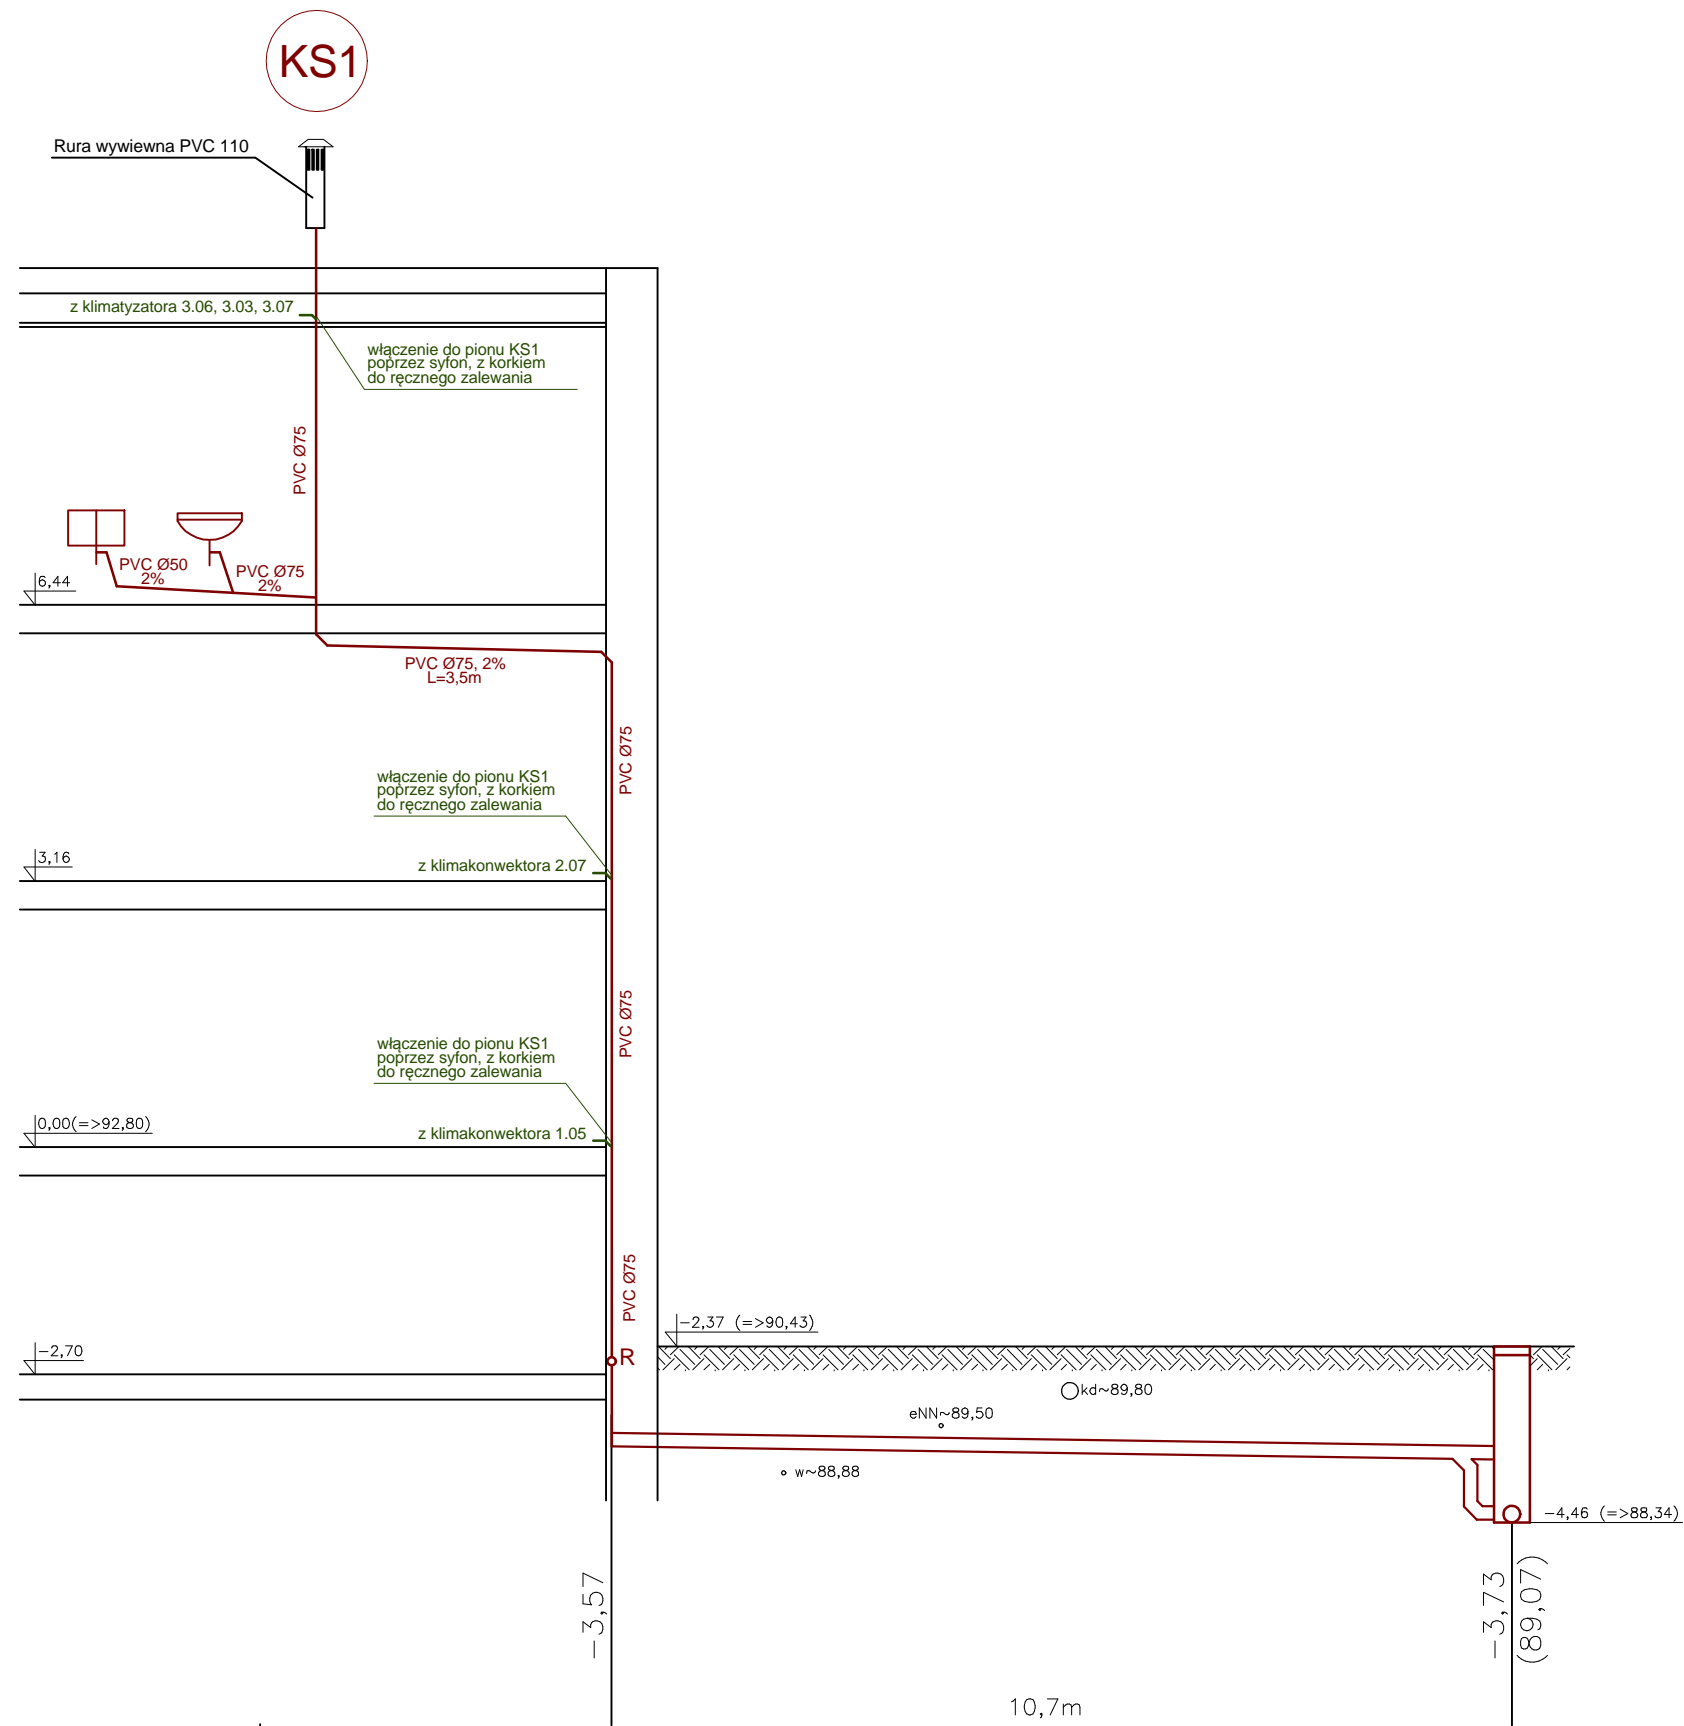 KS1
Rura wywiewna PVC 110
z klimatyzatora 3.06, 3.03, 3.07
włączenie do pionu KS1
poprzez syfon, z korkiem
do ręcznego zalewania
PVC Ø75
PVC Ø50
2%
PVC Ø75
2%
6,44
PVC Ø75, 2%
L=3,5m
PVC Ø75
włączenie do pionu KS1
poprzez syfon, z korkiem
do ręcznego zalewania
3,16
z klimakonwektora 2.07
PVC Ø75
włączenie do pionu KS1
poprzez syfon, z korkiem
do ręcznego zalewania
0,00(=>92,80)
z klimakonwektora 1.05
PVC Ø75
-2,37 (=>90,43)
-2,70
R
kd~89,80
eNN~89,50
w~88,88
-4,46 (=>88,34)
-3,57
-3,73
(89,07)
10,7m